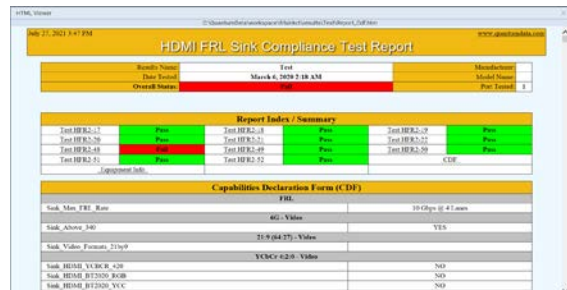 HTML Viewer
July 27, 2021 3:47 PM
www.quantumdata.com
HDMI FRL Sink Compliance Test Report
Results Name: Test Manufacturer:
Date Tested: March 6, 2020 2:18 AM Model Name:
Overall Status: Fail Port Tested: 1
Report Index / Summary
Test HFR2-17 Pass Test HFR2-18 Pass Test HFR2-19 Pass
Test HFR2-20 Pass Test HFR2-21 Pass Test HFR2-22 Pass
Test HFR2-48 Fail Test HFR2-49 Pass Test HFR2-50 Pass
Test HFR2-51 Pass Test HFR2-52 Pass CDF
Equipment Info
Capabilities Declaration Form (CDF)
FRL
Sink_Max_FRL_Rate 10 Gbps @ 4 Lanes
6G - Video
Sink_Above_340 YES
21:9 (64:27) - Video
Sink_Video_Formats_21by9
YCbCr 4:2:0 - Video
Sink_HDMI_YCBCR_420 NO
Sink_HDMI_BT2020_RGB NO
Sink_HDMI_BT2020_YCC NO